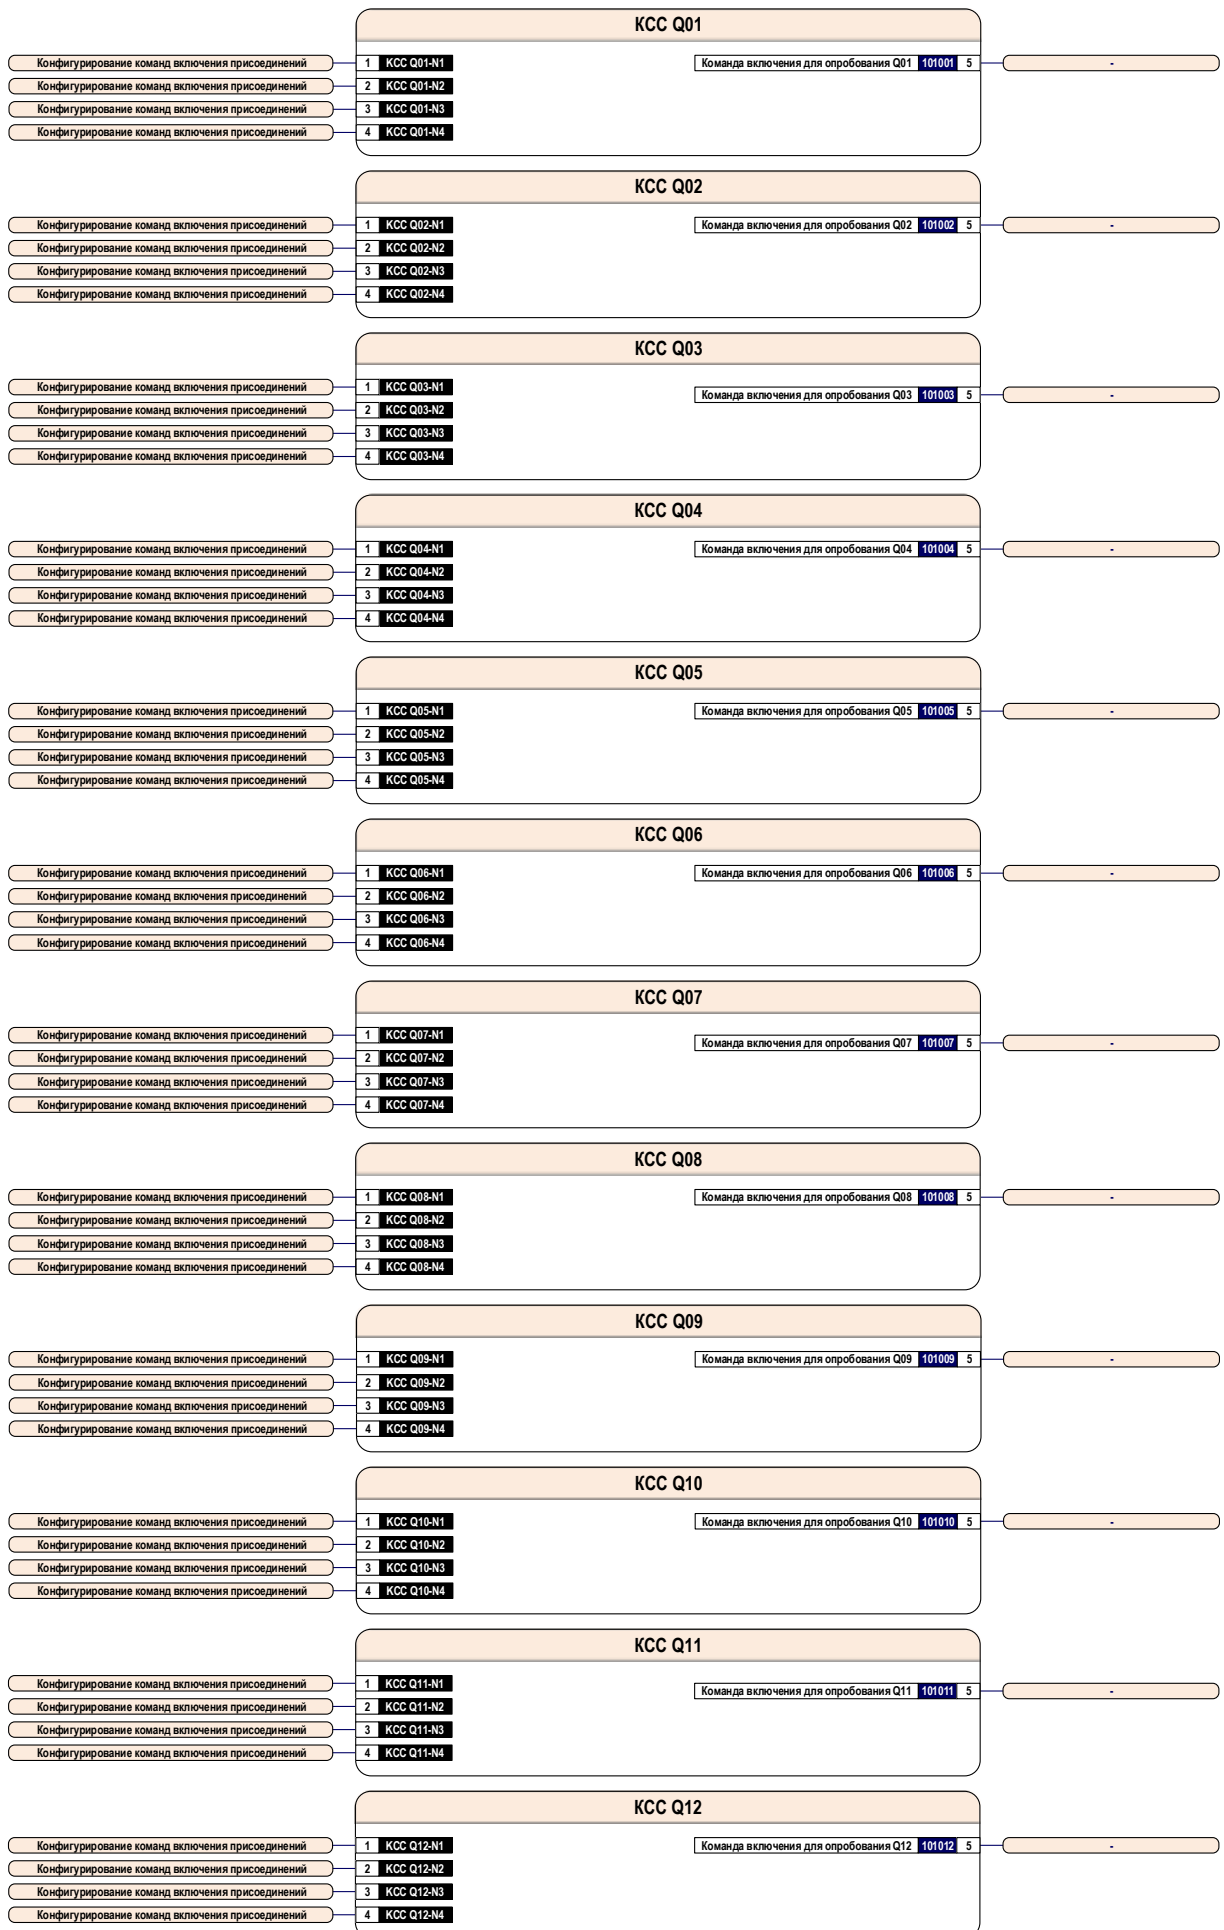 КСС Q01
Конфигурирование команд включения присоединений 1 КСС Q01-N1 Команда включения для опробования Q01 101001 5 -
Конфигурирование команд включения присоединений 2 КСС Q01-N2
Конфигурирование команд включения присоединений 3 КСС Q01-N3
Конфигурирование команд включения присоединений 4 КСС Q01-N4
КСС Q02
Конфигурирование команд включения присоединений 1 КСС Q02-N1 Команда включения для опробования Q02 101002 5 -
Конфигурирование команд включения присоединений 2 КСС Q02-N2
Конфигурирование команд включения присоединений 3 КСС Q02-N3
Конфигурирование команд включения присоединений 4 КСС Q02-N4
КСС Q03
Конфигурирование команд включения присоединений 1 КСС Q03-N1 Команда включения для опробования Q03 101003 5 -
Конфигурирование команд включения присоединений 2 КСС Q03-N2
Конфигурирование команд включения присоединений 3 КСС Q03-N3
Конфигурирование команд включения присоединений 4 КСС Q03-N4
КСС Q04
Конфигурирование команд включения присоединений 1 КСС Q04-N1 Команда включения для опробования Q04 101004 5 -
Конфигурирование команд включения присоединений 2 КСС Q04-N2
Конфигурирование команд включения присоединений 3 КСС Q04-N3
Конфигурирование команд включения присоединений 4 КСС Q04-N4
КСС Q05
Конфигурирование команд включения присоединений 1 КСС Q05-N1 Команда включения для опробования Q05 101005 5 -
Конфигурирование команд включения присоединений 2 КСС Q05-N2
Конфигурирование команд включения присоединений 3 КСС Q05-N3
Конфигурирование команд включения присоединений 4 КСС Q05-N4
КСС Q06
Конфигурирование команд включения присоединений 1 КСС Q06-N1 Команда включения для опробования Q06 101006 5 -
Конфигурирование команд включения присоединений 2 КСС Q06-N2
Конфигурирование команд включения присоединений 3 КСС Q06-N3
Конфигурирование команд включения присоединений 4 КСС Q06-N4
КСС Q07
Конфигурирование команд включения присоединений 1 КСС Q07-N1 Команда включения для опробования Q07 101007 5 -
Конфигурирование команд включения присоединений 2 КСС Q07-N2
Конфигурирование команд включения присоединений 3 КСС Q07-N3
Конфигурирование команд включения присоединений 4 КСС Q07-N4
КСС Q08
Конфигурирование команд включения присоединений 1 КСС Q08-N1 Команда включения для опробования Q08 101008 5 -
Конфигурирование команд включения присоединений 2 КСС Q08-N2
Конфигурирование команд включения присоединений 3 КСС Q08-N3
Конфигурирование команд включения присоединений 4 КСС Q08-N4
КСС Q09
Конфигурирование команд включения присоединений 1 КСС Q09-N1 Команда включения для опробования Q09 101009 5 -
Конфигурирование команд включения присоединений 2 КСС Q09-N2
Конфигурирование команд включения присоединений 3 КСС Q09-N3
Конфигурирование команд включения присоединений 4 КСС Q09-N4
КСС Q10
Конфигурирование команд включения присоединений 1 КСС Q10-N1 Команда включения для опробования Q10 101010 5 -
Конфигурирование команд включения присоединений 2 КСС Q10-N2
Конфигурирование команд включения присоединений 3 КСС Q10-N3
Конфигурирование команд включения присоединений 4 КСС Q10-N4
КСС Q11
Конфигурирование команд включения присоединений 1 КСС Q11-N1 Команда включения для опробования Q11 101011 5 -
Конфигурирование команд включения присоединений 2 КСС Q11-N2
Конфигурирование команд включения присоединений 3 КСС Q11-N3
Конфигурирование команд включения присоединений 4 КСС Q11-N4
КСС Q12
Конфигурирование команд включения присоединений 1 КСС Q12-N1 Команда включения для опробования Q12 101012 5 -
Конфигурирование команд включения присоединений 2 КСС Q12-N2
Конфигурирование команд включения присоединений 3 КСС Q12-N3
Конфигурирование команд включения присоединений 4 КСС Q12-N4